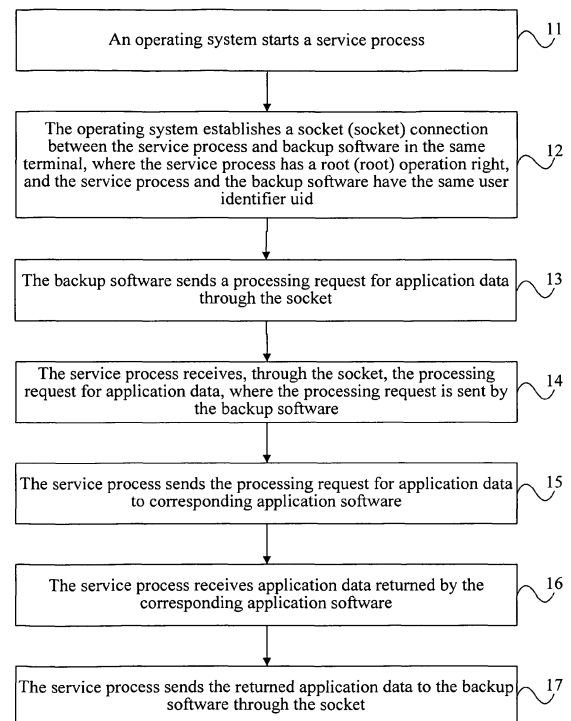 An operating system starts a service process
11
The operating system establishes a socket (socket) connection
between the service process and backup software in the same
terminal, where the service process has a root (root) operation right,
and the service process and the backup software have the same user
identifier uid
12
The backup software sends a processing request for application data
through the socket
13
The service process receives, through the socket, the processing
request for application data, where the processing request is sent by
the backup software
14
The service process sends the processing request for application data
to corresponding application software
15
The service process receives application data returned by the
corresponding application software
16
The service process sends the returned application data to the backup
software through the socket
17